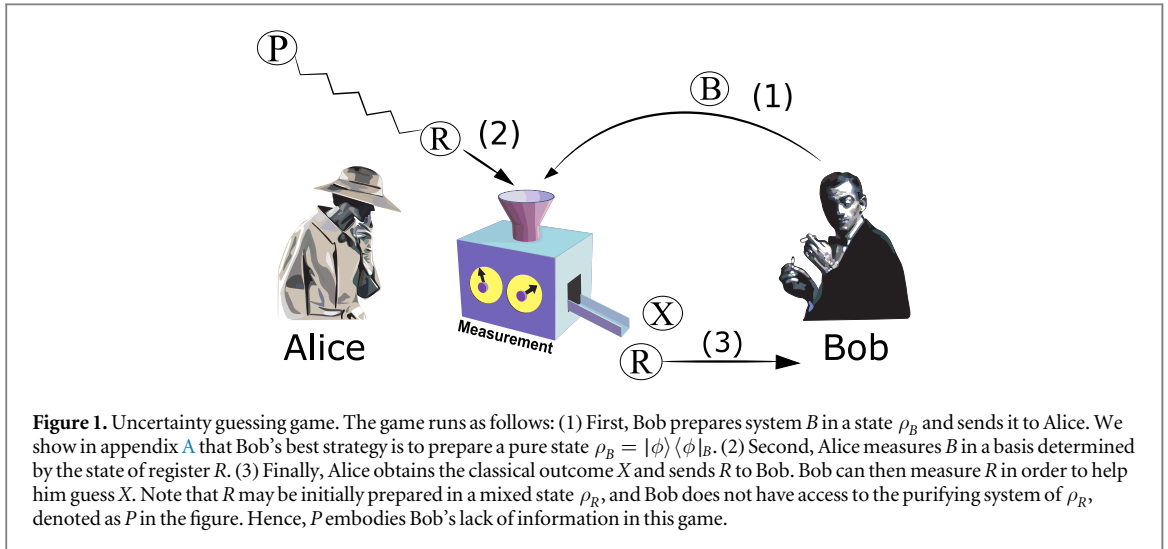 P
B
(1)
R
(2)
X
Measurement
Alice
R
(3)
Bob
Figure 1. Uncertainty guessing game. The game runs as follows: (1) First, Bob prepares system B in a state ρ_B and sends it to Alice. We
show in appendix A that Bob's best strategy is to prepare a pure state ρ_B = |ϕ⟩⟨ϕ|_B. (2) Second, Alice measures B in a basis determined
by the state of register R. (3) Finally, Alice obtains the classical outcome X and sends R to Bob. Bob can then measure R in order to help
him guess X. Note that R may be initially prepared in a mixed state ρ_R, and Bob does not have access to the purifying system of ρ_R,
denoted as P in the figure. Hence, P embodies Bob's lack of information in this game.